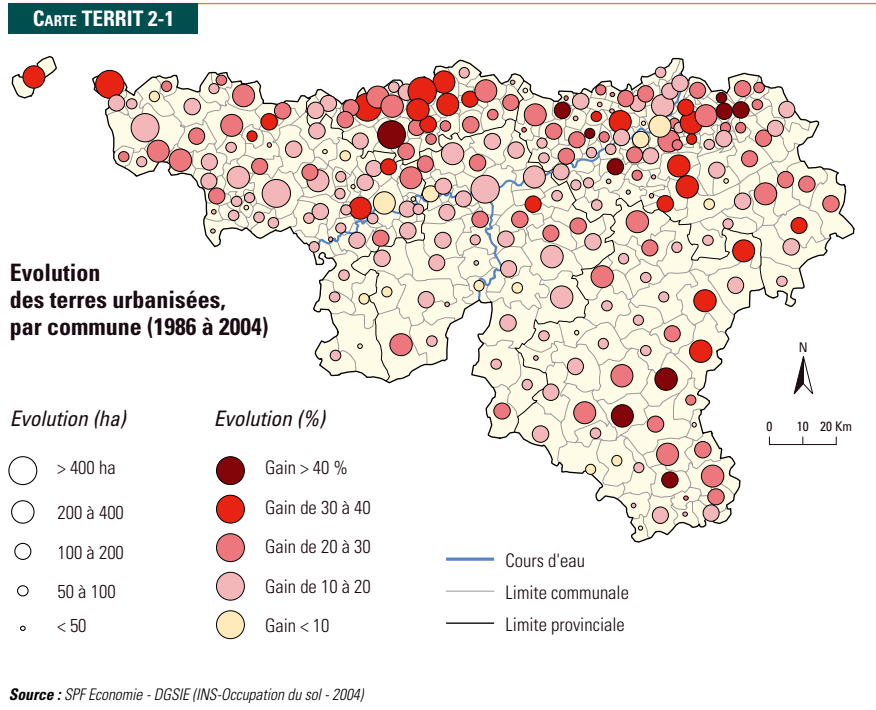 CARTE TERRIT 2-1
Evolution
des terres urbanisées,
par commune (1986 à 2004)
N
0 10 20 Km
Evolution (ha)
> 400 ha
200 à 400
100 à 200
50 à 100
< 50
Evolution (%)
Gain > 40 %
Gain de 30 à 40
Gain de 20 à 30
Gain de 10 à 20
Gain < 10
Cours d'eau
Limite communale
Limite provinciale
Source : SPF Economie - DGSIE (INS-Occupation du sol - 2004)